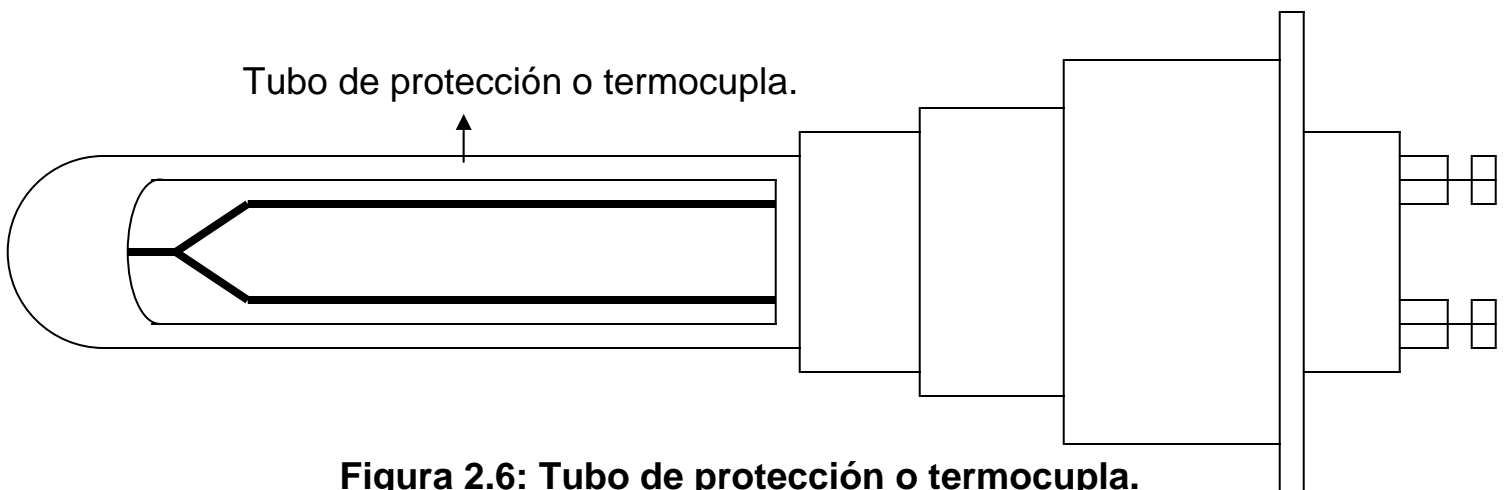 Tubo de protección o termocupla.
Figura 2.6: Tubo de protección o termocupla.